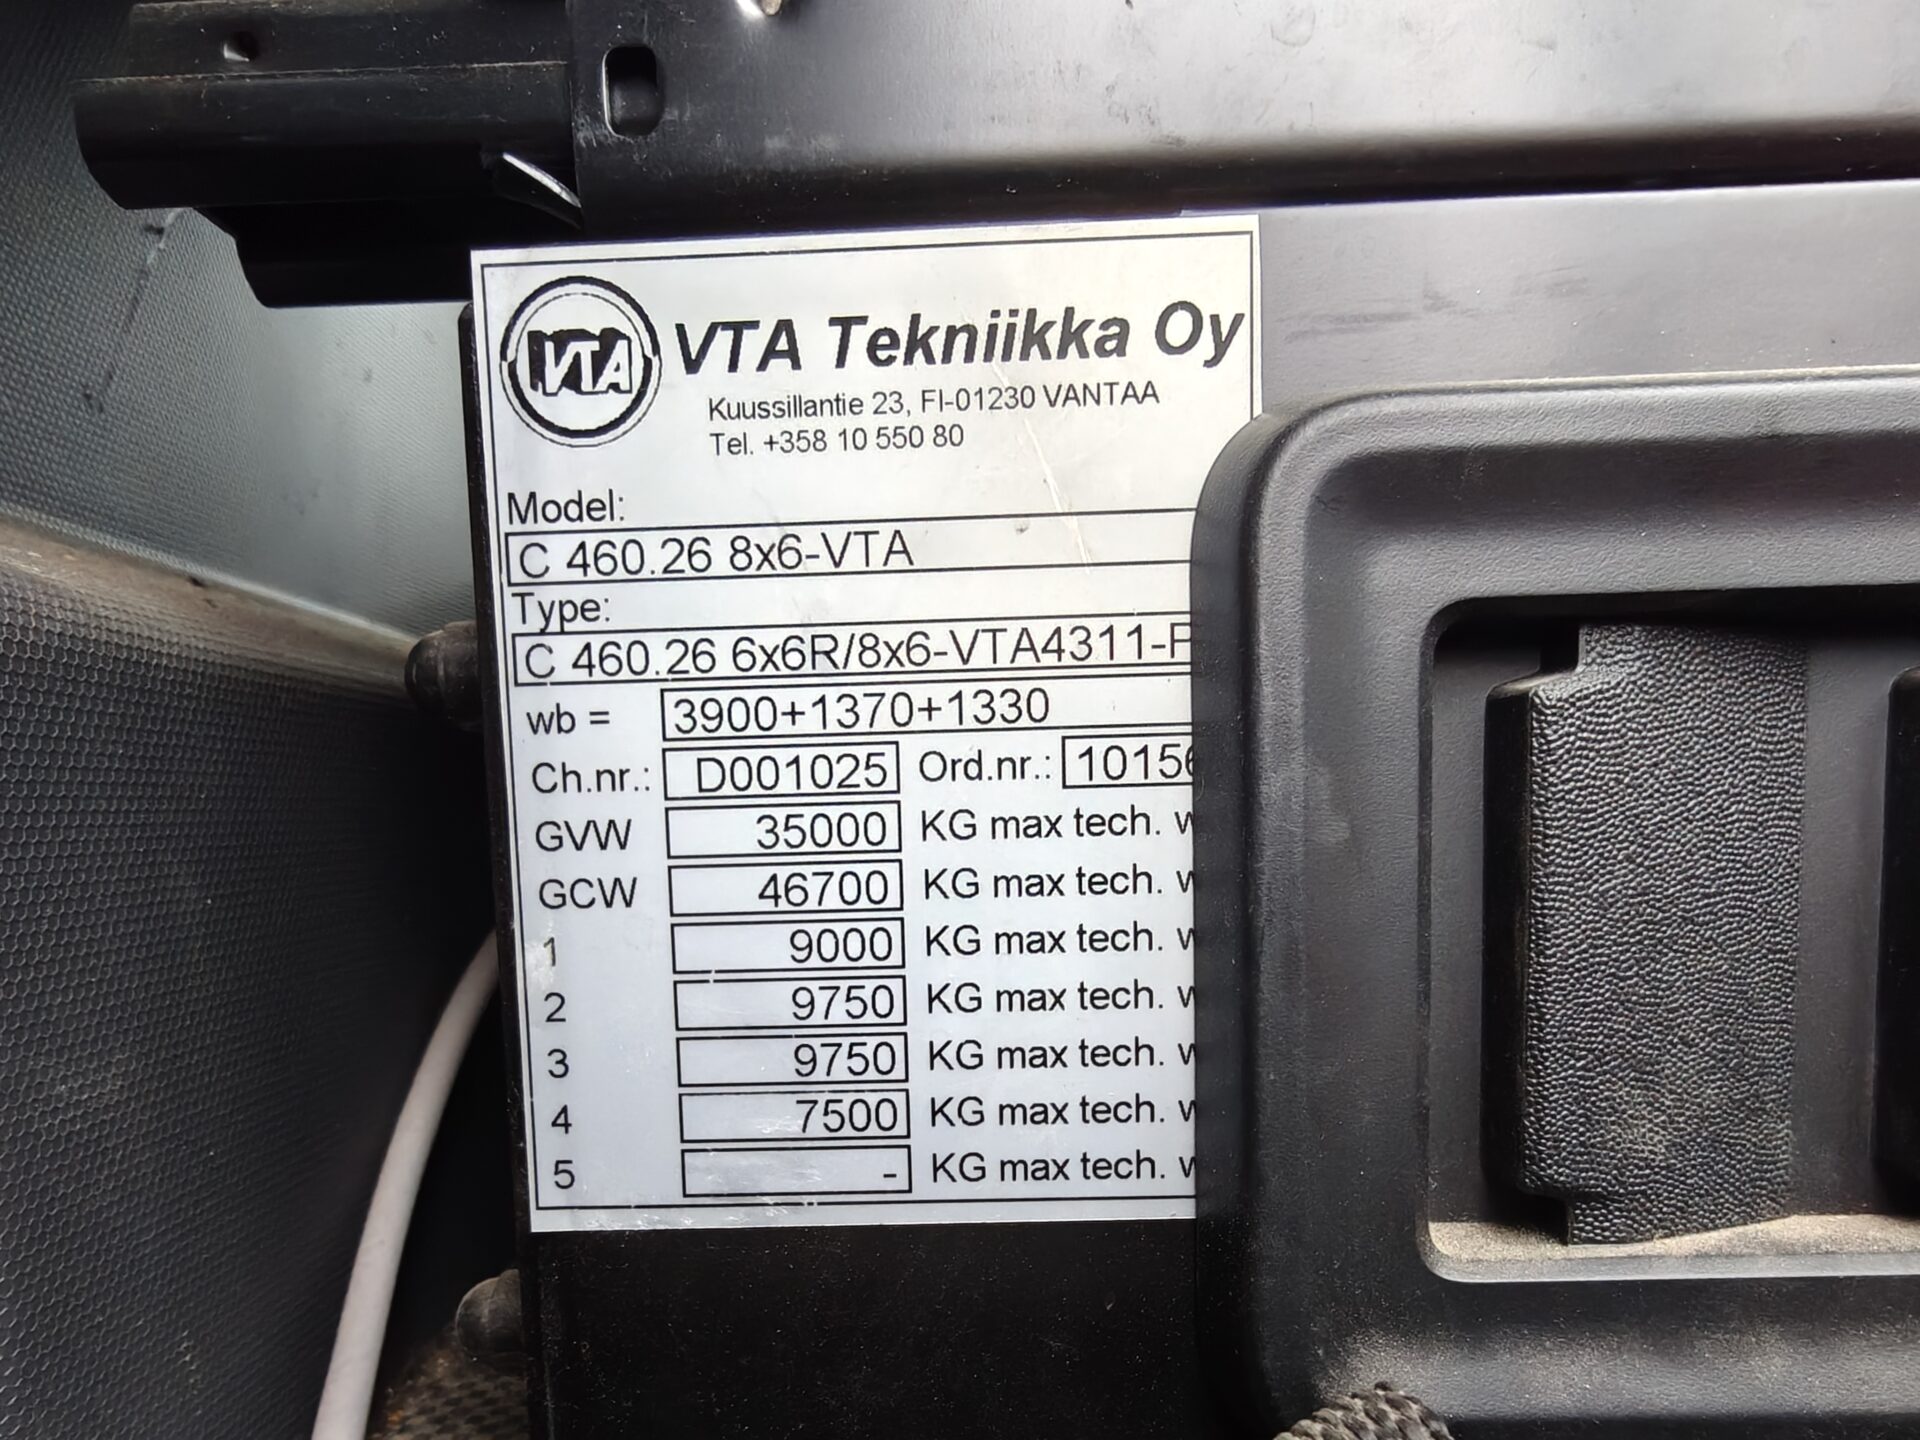 VTA VTA Tekniikka Oy
Kuussillantie 23, FI-01230 VANTAA
Tel. +358 10 550 80
Model:
C 460.26 8x6-VTA
Type:
C 460.26 6x6R/8x6-VTA4311-
wb = 3900+1370+1330
Ch.nr.: D001025 Ord.nr.: 1015
GVW 35000 KG max tech.
GCW 46700 KG max tech.
1 9000 KG max tech.
2 9750 KG max tech.
3 9750 KG max tech.
4 7500 KG max tech.
5 - KG max tech.